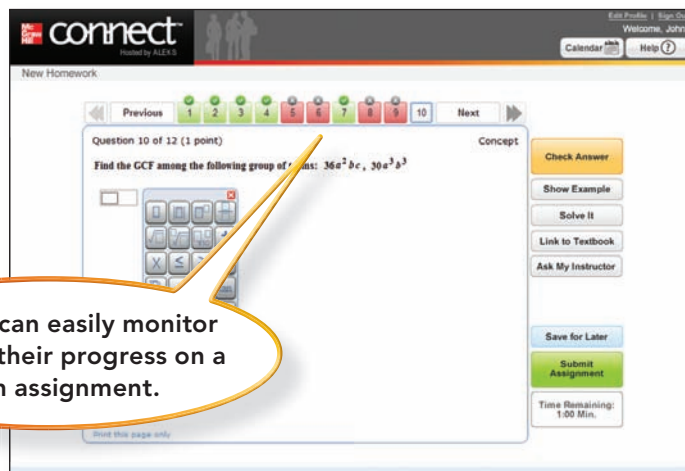 Mc
Graw
Hill
connect
Hosted by ALEKS
Edit Profile | Sign Out
Welcome, John
Calendar
Help ?
New Homework
Previous 1 2 3 4 5 6 7 8 9 10 Next
Question 10 of 12 (1 point)
Concept
Find the GCF among the following group of terms: 36a²bc, 30a³b³
Check Answer
Show Example
Solve It
Link to Textbook
Ask My Instructor
can easily monitor
their progress on a
assignment.
Save for Later
Submit
Assignment
Time Remaining:
1:00 Min.
Print this page only